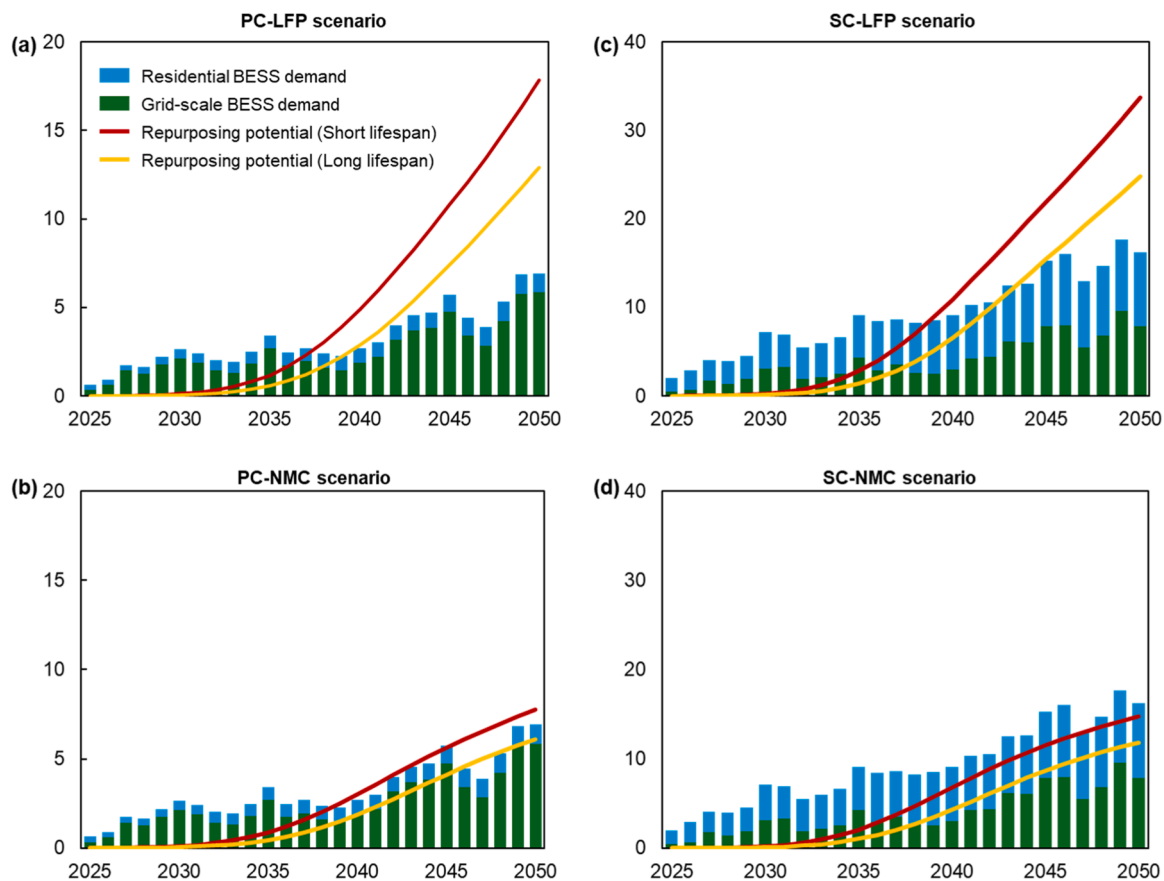 PC-LFP scenario
(a)
20
15
10
5
0
Residential BESS demand
Grid-scale BESS demand
Repurposing potential (Short lifespan)
Repurposing potential (Long lifespan)
2025 2030 2035 2040 2045 2050
SC-LFP scenario
(c)
40
30
20
10
0
2025 2030 2035 2040 2045 2050
PC-NMC scenario
(b)
20
15
10
5
0
2025 2030 2035 2040 2045 2050
SC-NMC scenario
(d)
40
30
20
10
0
2025 2030 2035 2040 2045 2050